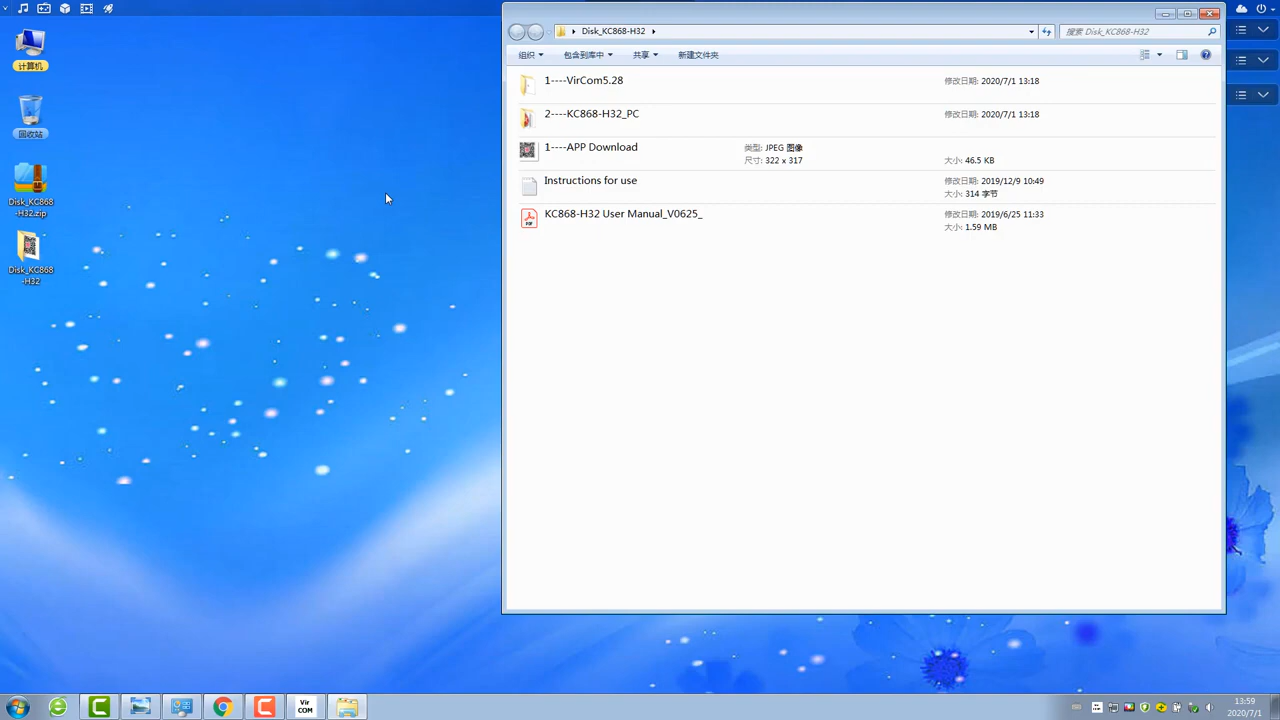 Disk_KC868-H32
搜索 Disk_KC868-H32
组织
包含到库中
共享
新建文件夹
计算机
回收站
Disk_KC868
-H32.zip
Disk_KC868
-H32
1----VirCom5.28
修改日期: 2020/7/1 13:18
2----KC868-H32_PC
修改日期: 2020/7/1 13:18
1----APP Download
类型: JPEG 图像
尺寸: 322 x 317
大小: 46.5 KB
Instructions for use
修改日期: 2019/12/9 10:49
大小: 314 字节
KC868-H32 User Manual_V0625_
修改日期: 2019/6/25 11:33
大小: 1.59 MB
PDF
Vir
COM
13:59
2020/7/1